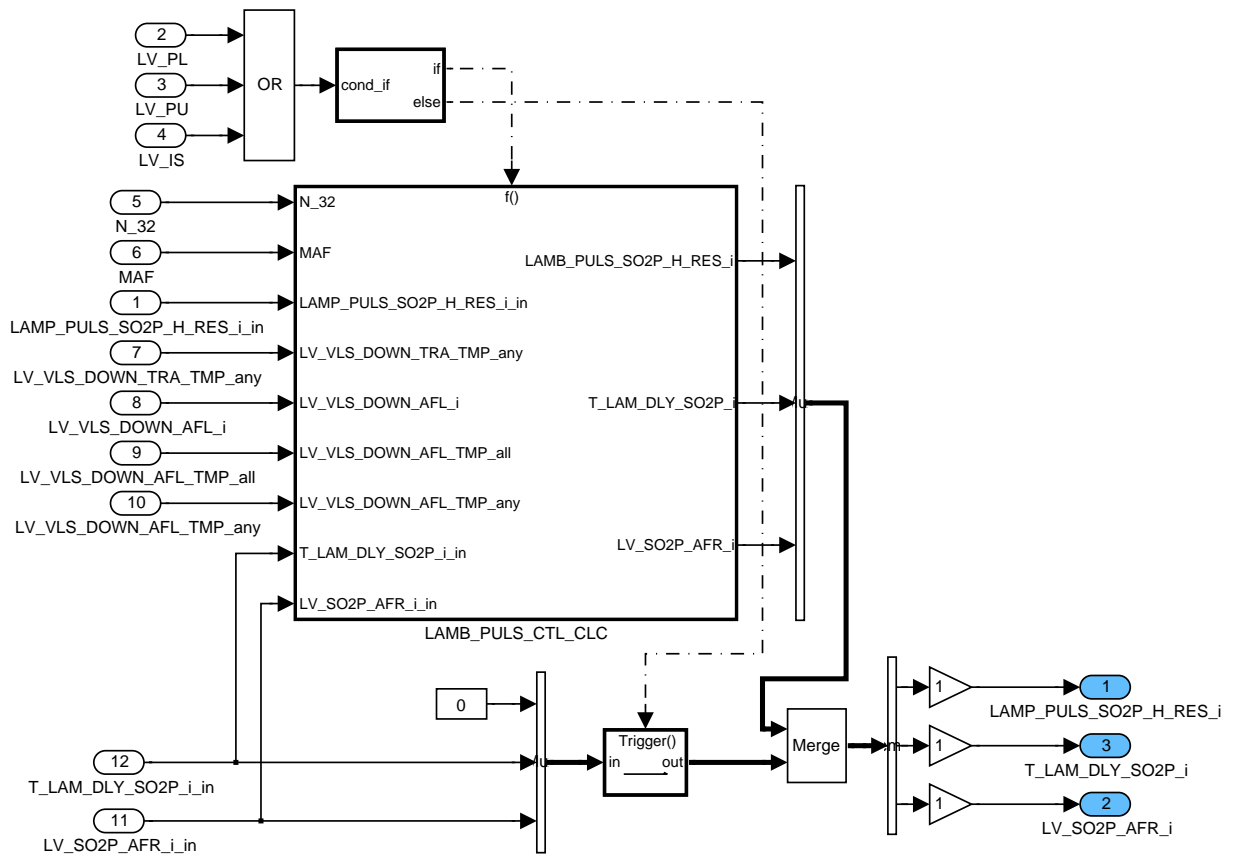 2
LV_PL
3
LV_PU
4
LV_IS
OR
cond_if
if
else
5
N_32
6
MAF
1
LAMP_PULS_SO2P_H_RES_i_in
7
LV_VLS_DOWN_TRA_TMP_any
8
LV_VLS_DOWN_AFL_i
9
LV_VLS_DOWN_AFL_TMP_all
10
LV_VLS_DOWN_AFL_TMP_any
f()
N_32
MAF
LAMP_PULS_SO2P_H_RES_i_in
LV_VLS_DOWN_TRA_TMP_any
LV_VLS_DOWN_AFL_i
LV_VLS_DOWN_AFL_TMP_all
LV_VLS_DOWN_AFL_TMP_any
T_LAM_DLY_SO2P_i_in
LV_SO2P_AFR_i_in
LAMB_PULS_SO2P_H_RES_i
T_LAM_DLY_SO2P_i
LV_SO2P_AFR_i
LAMB_PULS_CTL_CLC
0
12
T_LAM_DLY_SO2P_i_in
11
LV_SO2P_AFR_i_in
Trigger()
in
out
Merge
1
1
LAMP_PULS_SO2P_H_RES_i
1
3
T_LAM_DLY_SO2P_i
1
2
LV_SO2P_AFR_i